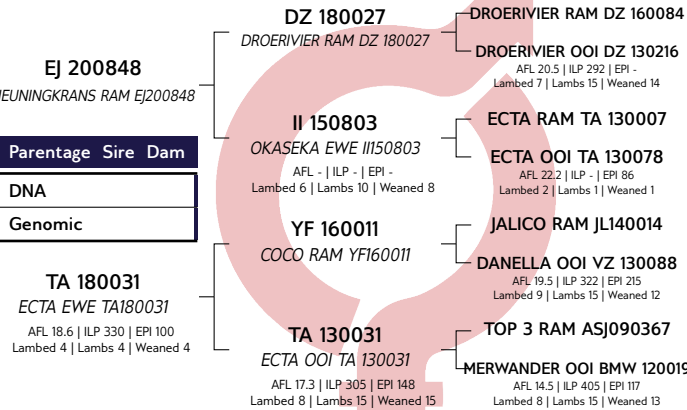 EJ 200848
HEUNINGKRANS RAM EJ200848
Parentage Sire Dam
DNA
Genomic
TA 180031
ECTA EWE TA180031
AFL 18.6 | ILP 330 | EPI 100
Lambed 4 | Lambs 4 | Weaned 4
DZ 180027
DROERIVIER RAM DZ 180027
II 150803
OKASEKA EWE II150803
AFL - | ILP - | EPI -
Lambed 6 | Lambs 10 | Weaned 8
YF 160011
COCO RAM YF160011
TA 130031
ECTA OOI TA 130031
AFL 17.3 | ILP 305 | EPI 148
Lambed 8 | Lambs 15 | Weaned 15
DROERIVIER RAM DZ 160084
DROERIVIER OOI DZ 130216
AFL 20.5 | ILP 292 | EPI -
Lambed 7 | Lambs 15 | Weaned 14
ECTA RAM TA 130007
ECTA OOI TA 130078
AFL 22.2 | ILP - | EPI 86
Lambed 2 | Lambs 1 | Weaned 1
JALICO RAM JL140014
DANELLA OOI VZ 130088
AFL 19.5 | ILP 322 | EPI 215
Lambed 9 | Lambs 15 | Weaned 12
TOP 3 RAM ASJ090367
MERWANDER OOI BMW 120019
AFL 14.5 | ILP 405 | EPI 117
Lambed 8 | Lambs 15 | Weaned 13